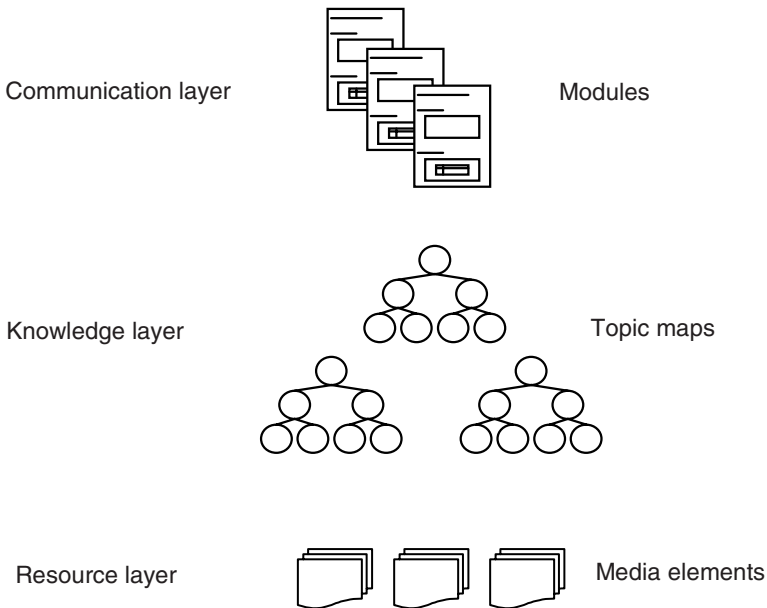 Communication layer
Modules
Knowledge layer
Topic maps
Resource layer
Media elements